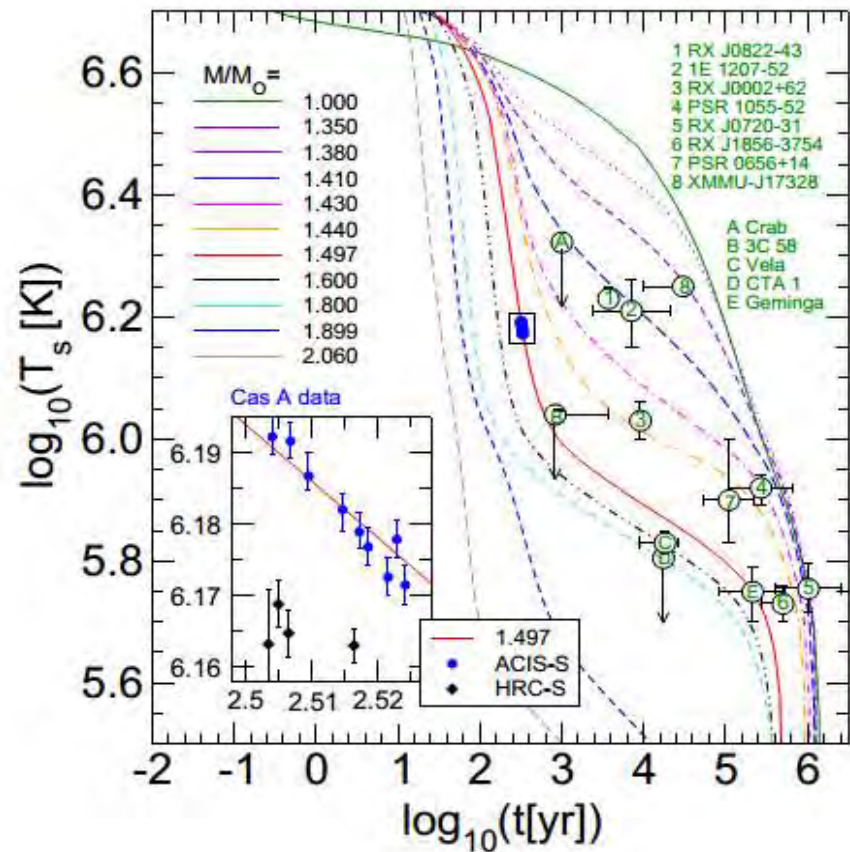 log10(Ts [K])
6.6
6.4
6.2
6.0
5.8
5.6
M/MO=
1.000
1.350
1.380
1.410
1.430
1.440
1.497
1.600
1.800
1.899
2.060
1 RX J0822-43
2 1E 1207-52
3 RX J0002+62
4 PSR 1055-52
5 RX J0720-31
6 RX J1856-3754
7 PSR 0656+14
8 XMMU-J17328
A Crab
B 3C 58
C Vela
D CTA 1
E Geminga
A
8
1
2
B
3
4
7
C
D
E
6
5
Cas A data
6.19
6.18
6.17
6.16
2.5
2.51
2.52
1.497
ACIS-S
HRC-S
-2 -1 0 1 2 3 4 5 6
log10(t[yr])